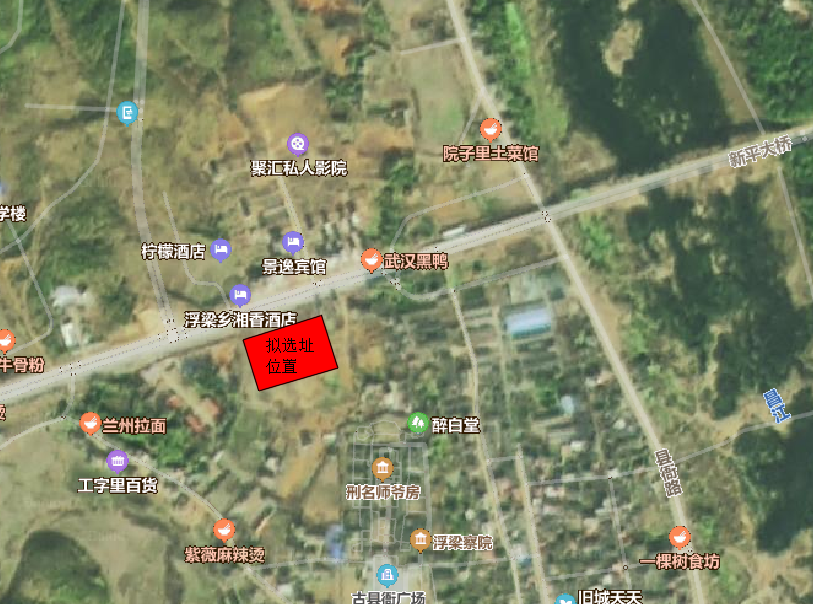 新平大桥
院子里土菜馆
聚汇私人影院
学楼
柠檬酒店
景逸宾馆
武汉黑鸭
浮梁乡湘香酒店
拟选址
位置
牛骨粉
昌江
兰州拉面
醉白堂
县衙路
工字里百货
刑名师爷房
浮梁察院
紫薇麻辣烫
一棵树食坊
古县衙广场
旧城天天